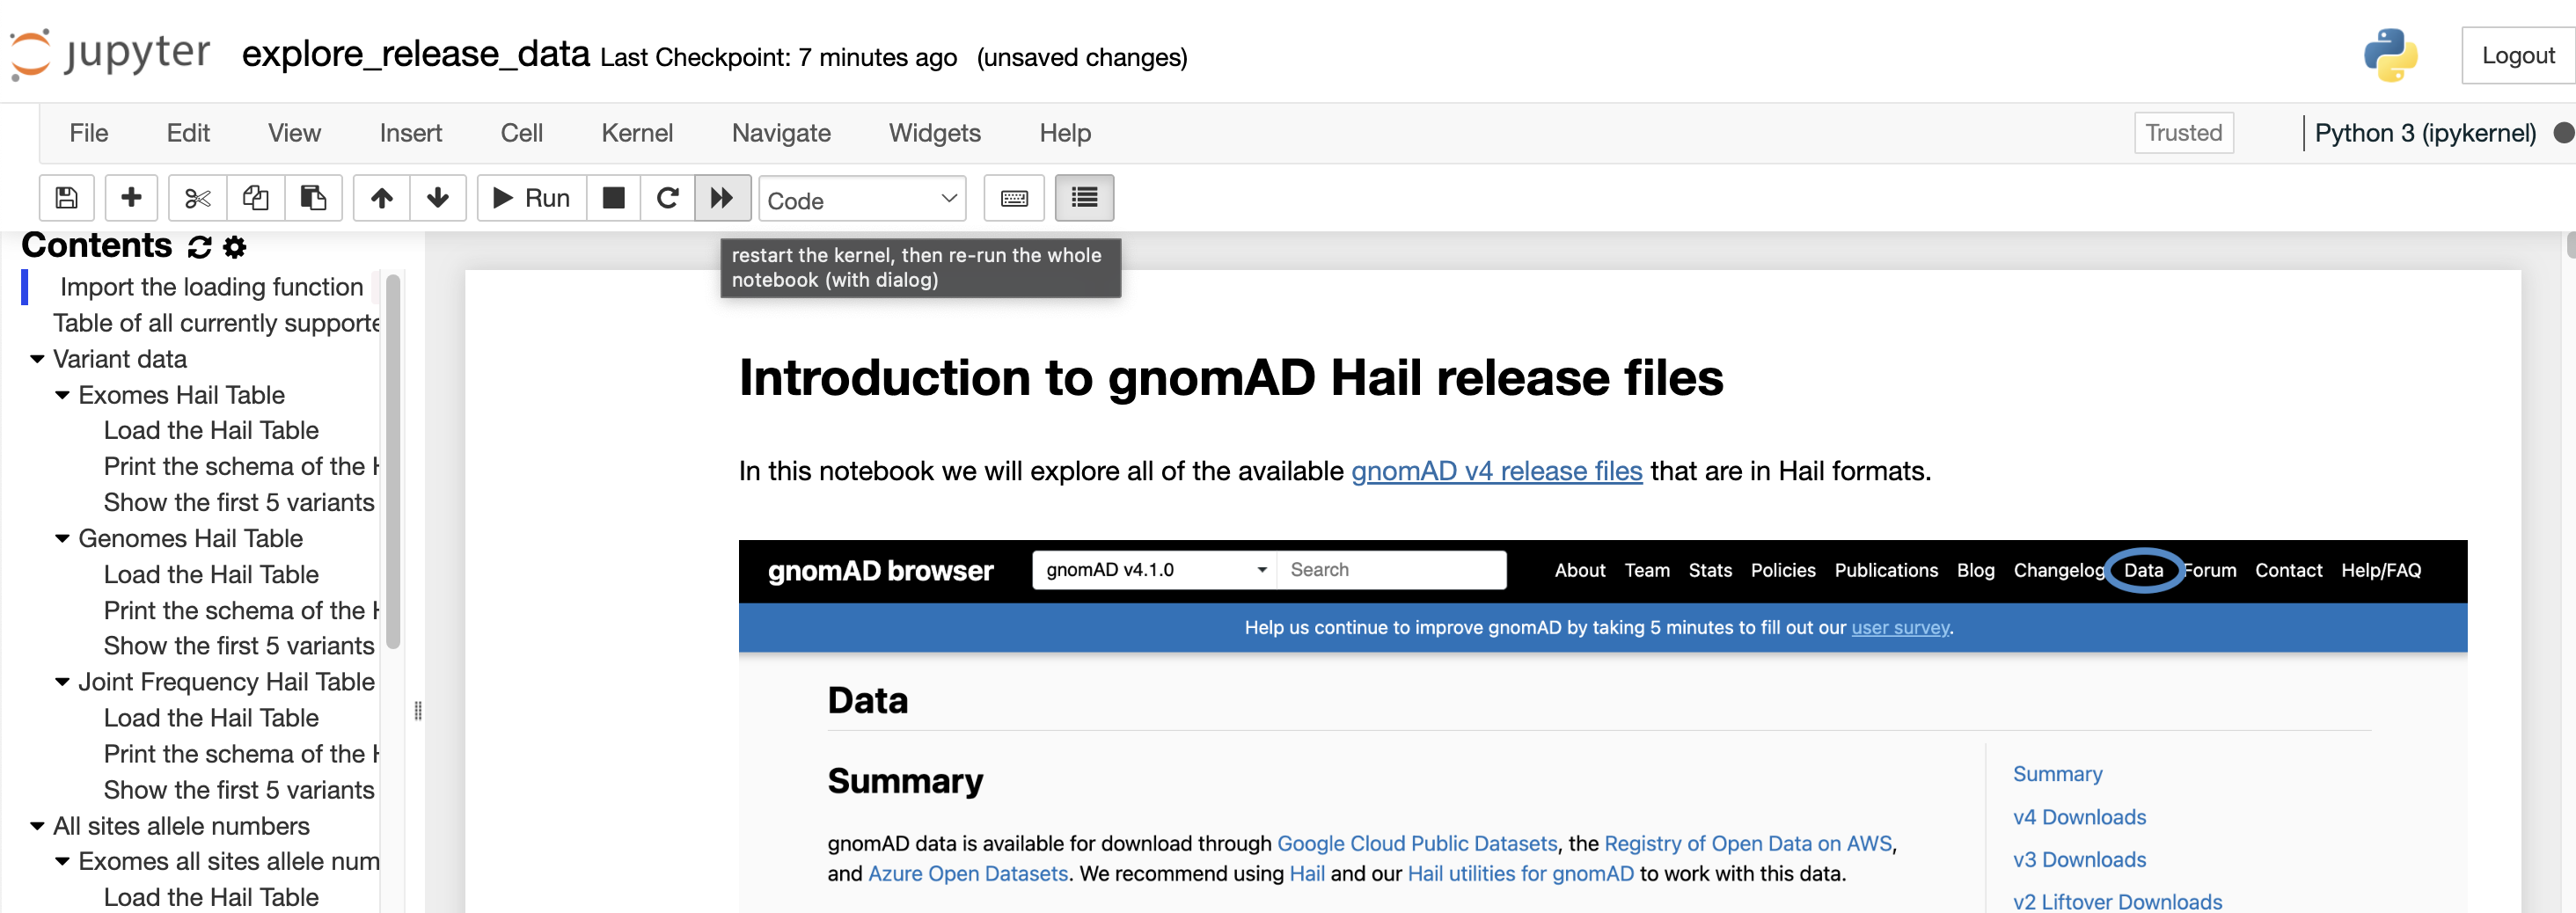 jupyter explore_release_data Last Checkpoint: 7 minutes ago (unsaved changes) Logout
File Edit View Insert Cell Kernel Navigate Widgets Help Trusted Python 3 (ipykernel)
Run Code
restart the kernel, then re-run the whole
notebook (with dialog)
Contents
Import the loading function
Table of all currently supporte
Variant data
Exomes Hail Table
Load the Hail Table
Print the schema of the H
Show the first 5 variants
Genomes Hail Table
Load the Hail Table
Print the schema of the H
Show the first 5 variants
Joint Frequency Hail Table
Load the Hail Table
Print the schema of the H
Show the first 5 variants
All sites allele numbers
Exomes all sites allele num
Load the Hail Table
Introduction to gnomAD Hail release files
In this notebook we will explore all of the available gnomAD v4 release files that are in Hail formats.
gnomAD browser gnomAD v4.1.0 Search About Team Stats Policies Publications Blog Changelog Data Forum Contact Help/FAQ
Help us continue to improve gnomAD by taking 5 minutes to fill out our user survey.
Data
Summary
gnomAD data is available for download through Google Cloud Public Datasets, the Registry of Open Data on AWS,
and Azure Open Datasets. We recommend using Hail and our Hail utilities for gnomAD to work with this data.
Summary
v4 Downloads
v3 Downloads
v2 Liftover Downloads